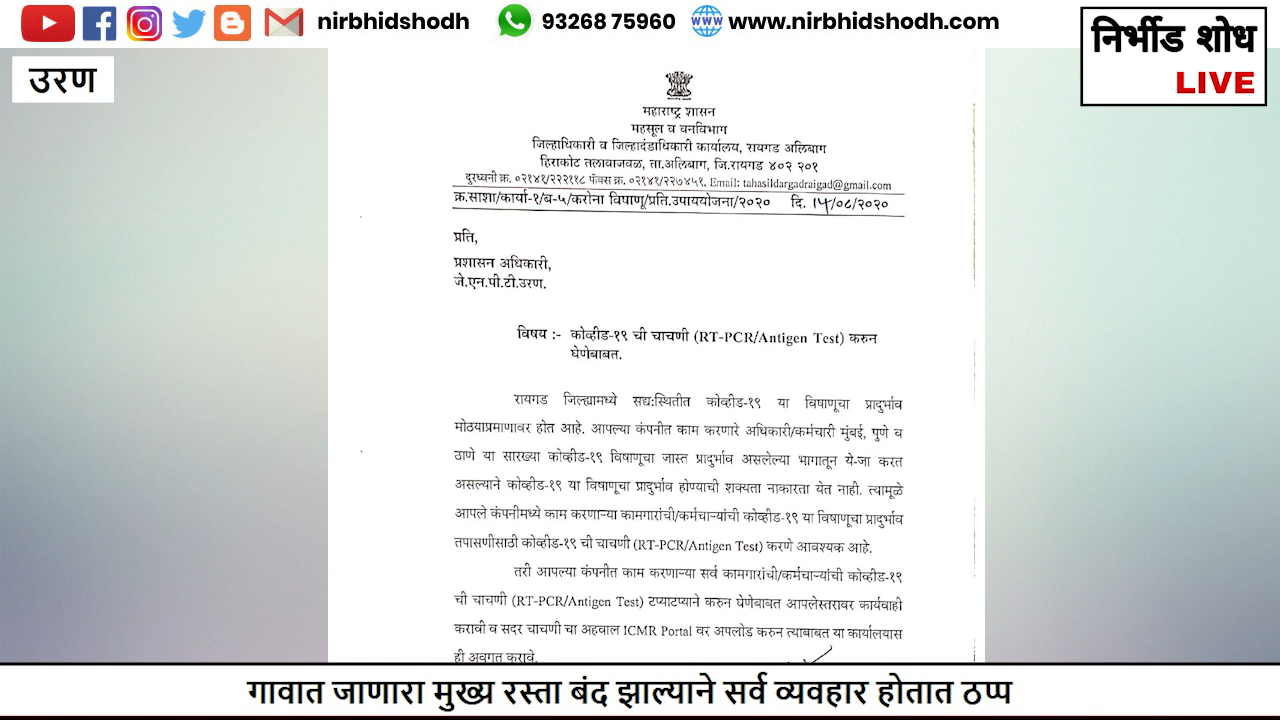 nirbhidshodh 93268 75960 www.nirbhidshodh.com
निर्भीड शोध
LIVE
उरण
महाराष्ट्र शासन
महसूल व वनविभाग
जिल्हाधिकारी व जिल्हादंडाधिकारी कार्यालय, रायगड अलिबाग
हिराकोट तलावाजवळ, ता.अलिबाग, जि.रायगड ४०२ २०१
दुरध्वनी क्र. ०२१४१/२२२११८ फॅक्स क्र. ०२१४१/२२७४५१. Email: tahasildargadraigad@gmail.com
क्र.साशा/कार्या-१/ब-५/करोना विषाणू/प्रति.उपाययोजना/२०२० दि. /०८/२०२०
प्रति,
प्रशासन अधिकारी,
जे.एन.पी.टी.उरण.
विषय :- कोव्हीड-१९ ची चाचणी (RT-PCR/Antigen Test) करुन
घेणेबाबत.
रायगड जिल्ह्यामध्ये सद्य:स्थितीत कोव्हीड-१९ या विषाणूचा प्रादुर्भाव
मोठयाप्रमाणावर होत आहे. आपल्या कंपनीत काम करणारे अधिकारी/कर्मचारी मुंबई, पुणे व
ठाणे या सारख्या कोव्हीड-१९ विषाणूचा जास्त प्रादुर्भाव असलेल्या भागातून ये-जा करत
असल्याने कोव्हीड-१९ या विषाणूचा प्रादुर्भाव होण्याची शक्यता नाकारता येत नाही. त्यामूळे
आपले कंपनीमध्ये काम करणाऱ्या कामगारांची/कर्मचाऱ्यांची कोव्हीड-१९ या विषाणूचा प्रादुर्भाव
तपासणीसाठी कोव्हीड-१९ ची चाचणी (RT-PCR/Antigen Test) करणे आवश्यक आहे.
तरी आपल्या कंपनीत काम करणाऱ्या सर्व कामगारांची/कर्मचाऱ्यांची कोव्हीड-१९
ची चाचणी (RT-PCR/Antigen Test) टप्याटप्याने करुन घेणेबाबत आपलेस्तरावर कार्यवाही
करावी व सदर चाचणी चा अहवाल ICMR Portal वर अपलोड करुन त्याबाबत या कार्यालयास
ही अवगत करावे.
गावात जाणारा मुख्य रस्ता बंद झाल्याने सर्व व्यवहार होतात ठप्प